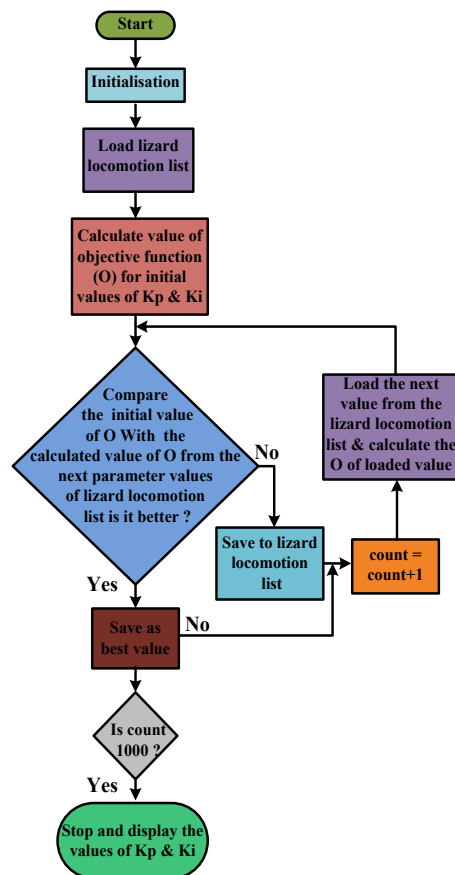 Start
Initialisation
Load lizard
locomotion list
Calculate value of
objective function
(O) for initial
values of Kp & Ki
Compare
the initial value
of O With the
calculated value of O from the
next parameter values
of lizard locomotion
list is it better ?
No
Load the next
value from the
lizard locomotion
list & calculate the
O of loaded value
Save to lizard
locomotion
list
count =
count+1
Yes
Save as
best value
No
Is count
1000 ?
Yes
Stop and display the
values of Kp & Ki